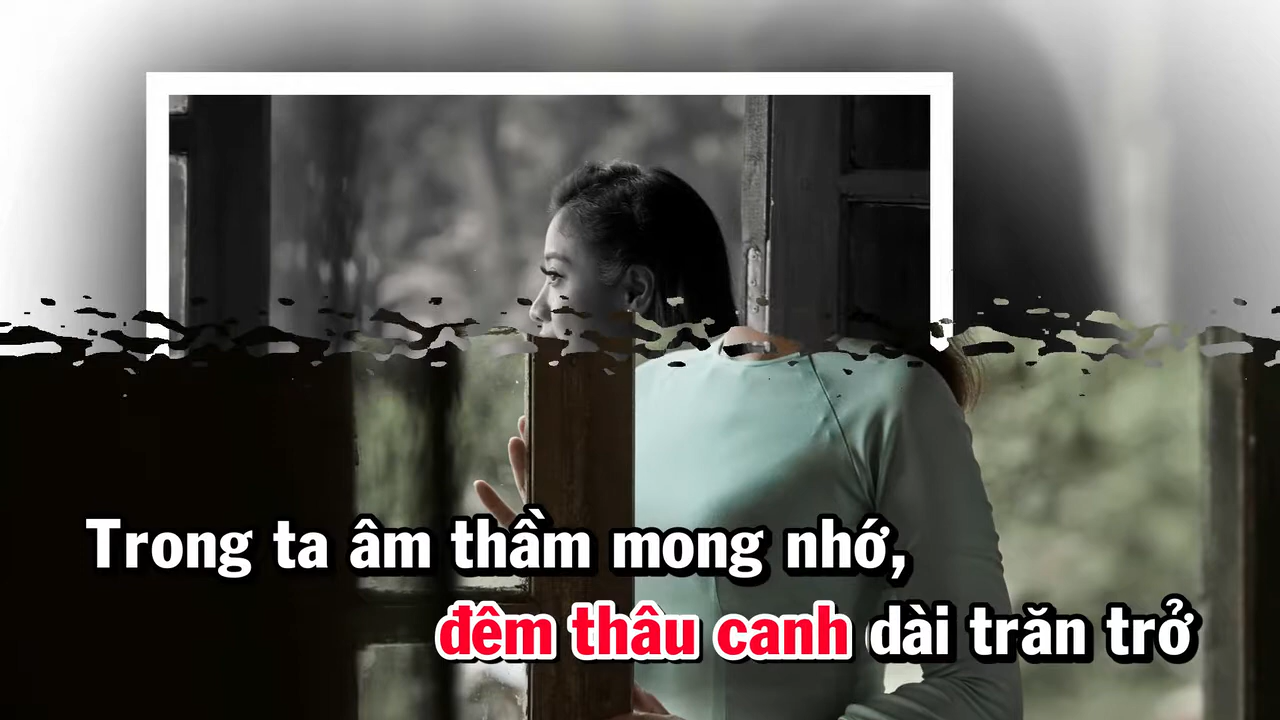 Trong ta âm thầm mong nhớ,
đêm thâu canh dài trăn trở